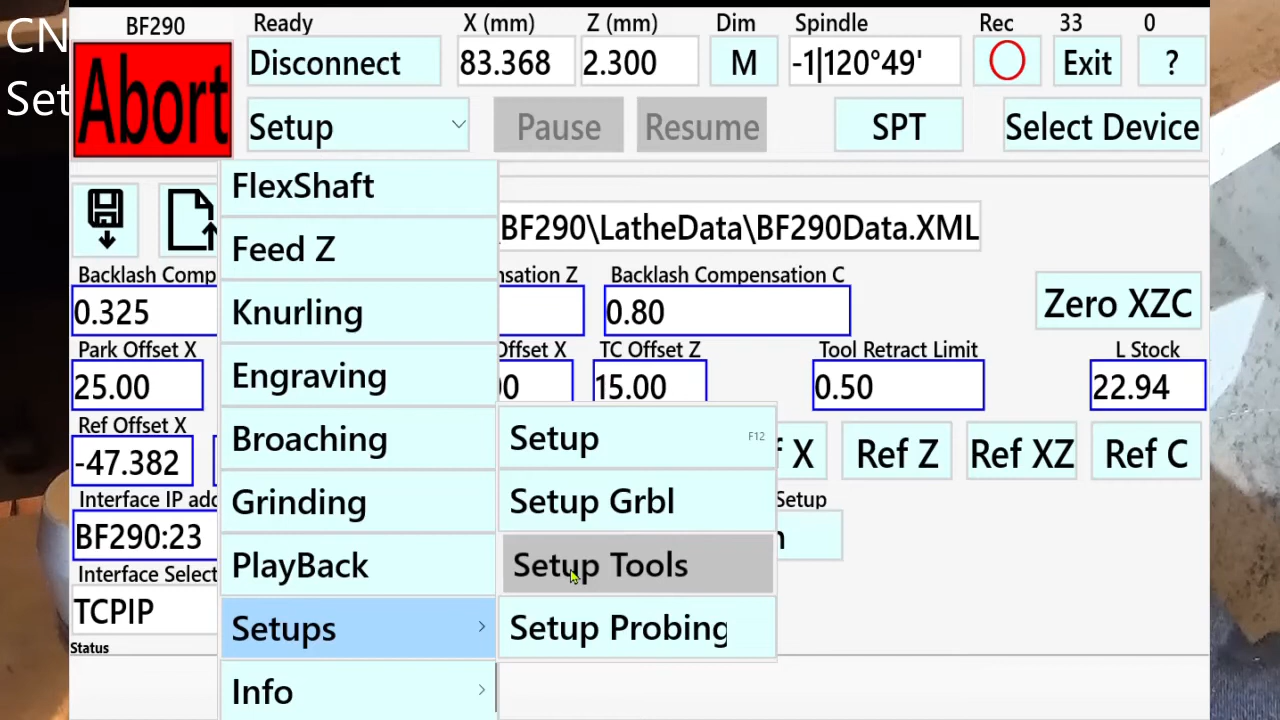 CN
Set
BF290
Ready
X (mm)
Z (mm)
Dim
Spindle
Rec
33
0
Abort
Disconnect
83.368
2.300
M
-1|120°49'
Exit
?
Setup
Pause
Resume
SPT
Select Device
FlexShaft
Feed Z
Knurling
Engraving
Broaching
Grinding
PlayBack
Setups
Info
Setup
F12
Setup Grbl
Setup Tools
Setup Probing
\BF290\LatheData\BF290Data.XML
Backlash Comp
nsation Z
Backlash Compensation C
0.325
0.80
Zero XZC
Park Offset X
Offset X
TC Offset Z
Tool Retract Limit
L Stock
25.00
00
15.00
0.50
22.94
Ref Offset X
-47.382
f X
Ref Z
Ref XZ
Ref C
Interface IP add
Setup
BF290:23
n
Interface Select
TCPIP
Status